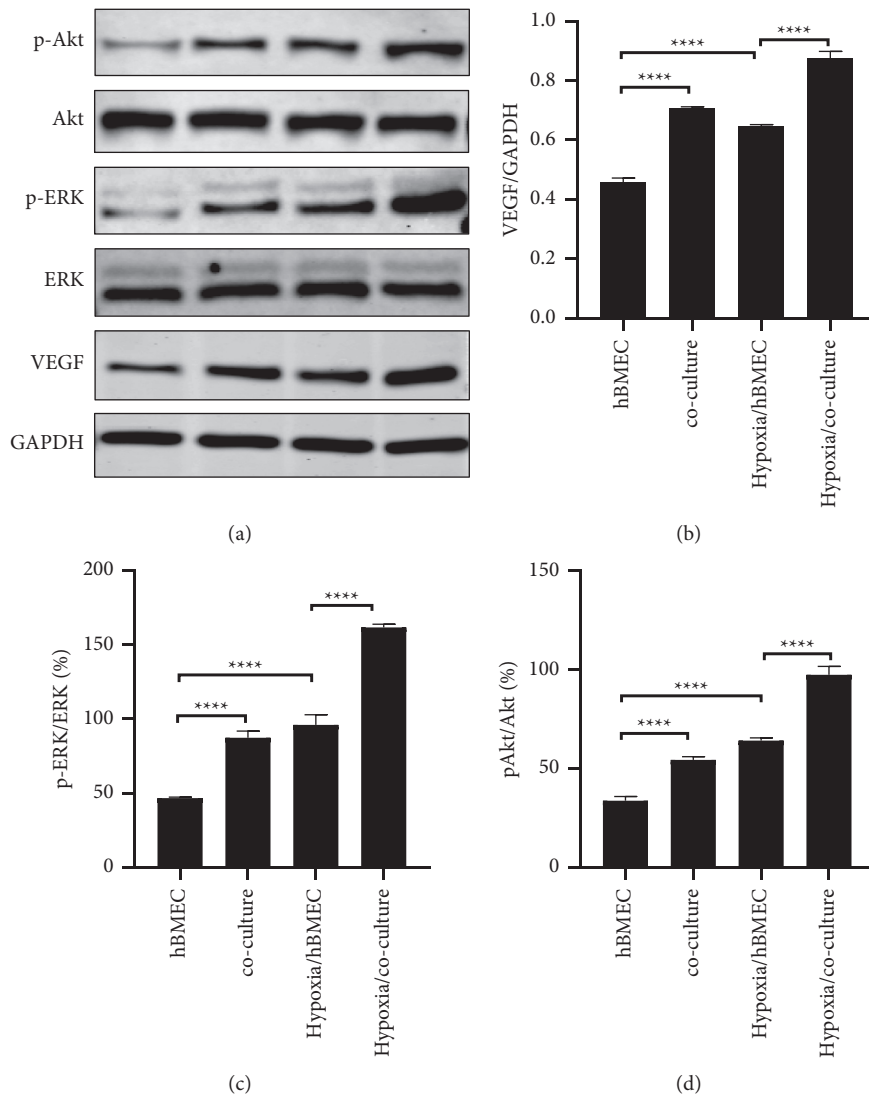 p-Akt
Akt
p-ERK
ERK
VEGF
GAPDH
(a)
VEGF/GAPDH
1.0
0.8
0.6
0.4
0.2
0.0
****
****
****
hBMEC
co-culture
Hypoxia/hBMEC
Hypoxia/co-culture
(b)
p-ERK/ERK (%)
200
150
100
50
0
****
****
****
hBMEC
co-culture
Hypoxia/hBMEC
Hypoxia/co-culture
(c)
pAkt/Akt (%)
150
100
50
0
****
****
****
hBMEC
co-culture
Hypoxia/hBMEC
Hypoxia/co-culture
(d)